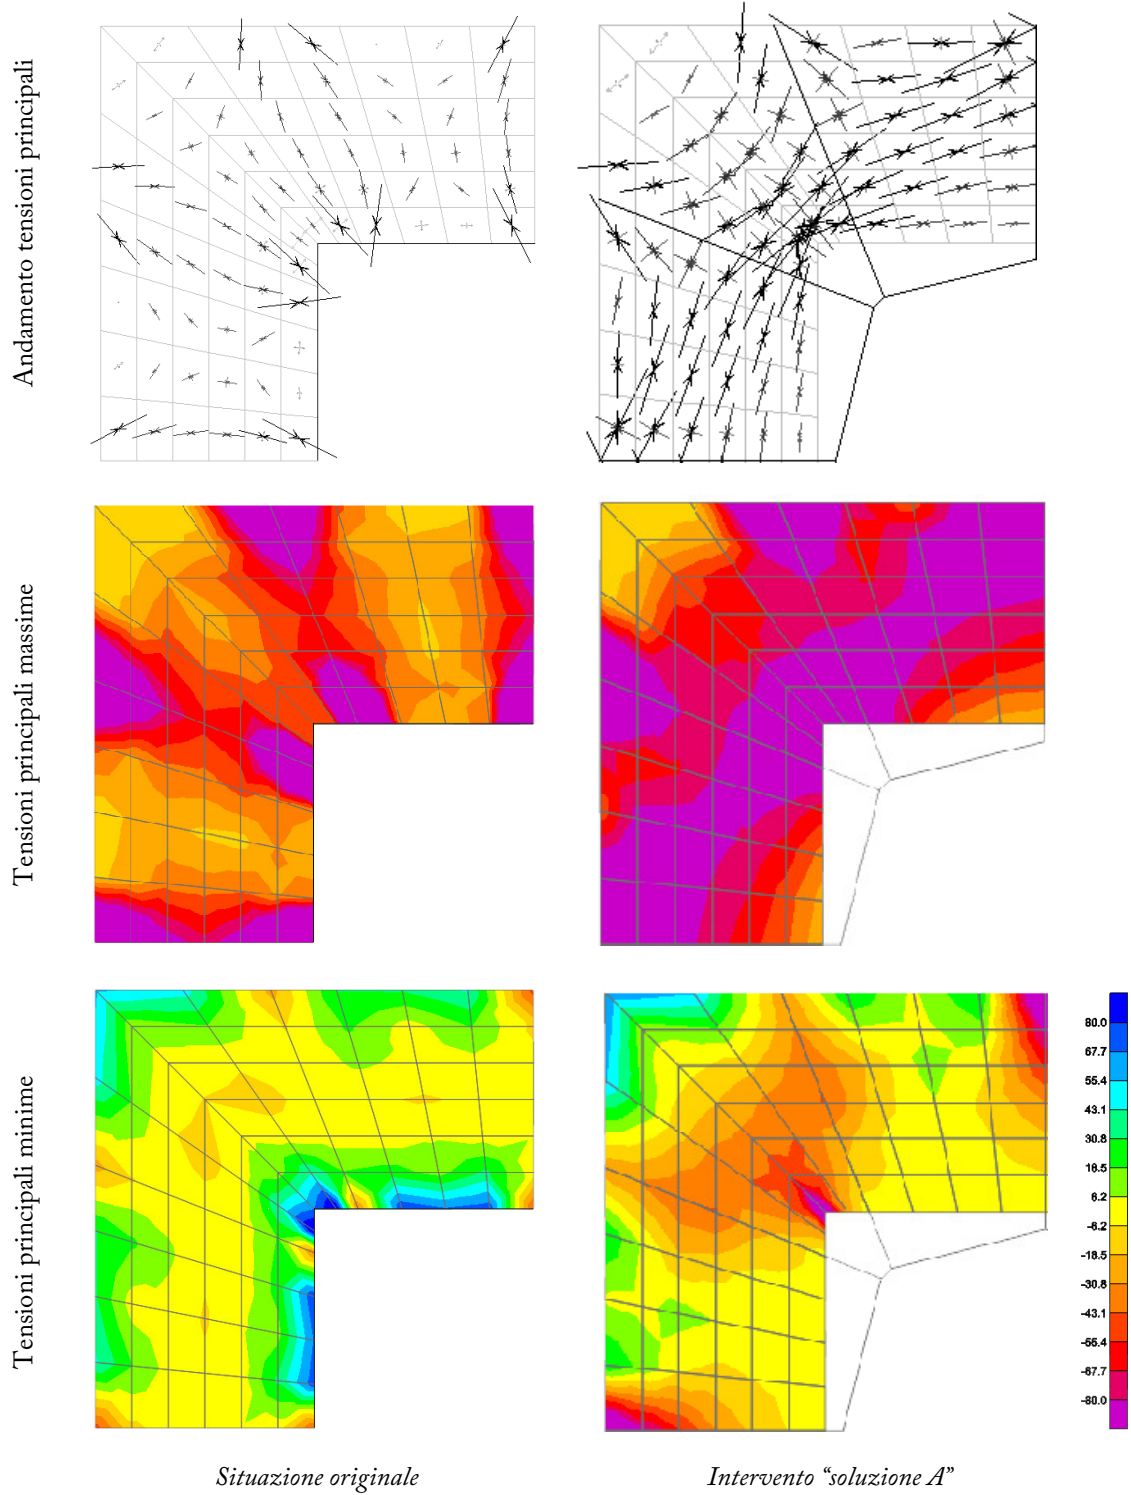 Andamento tensioni principali
Tensioni principali massime
Tensioni principali minime
80.0
67.7
55.4
43.1
30.8
16.5
6.2
-8.2
-18.5
-30.8
-43.1
-55.4
-67.7
-80.0
Situazione originale
Intervento “soluzione A”